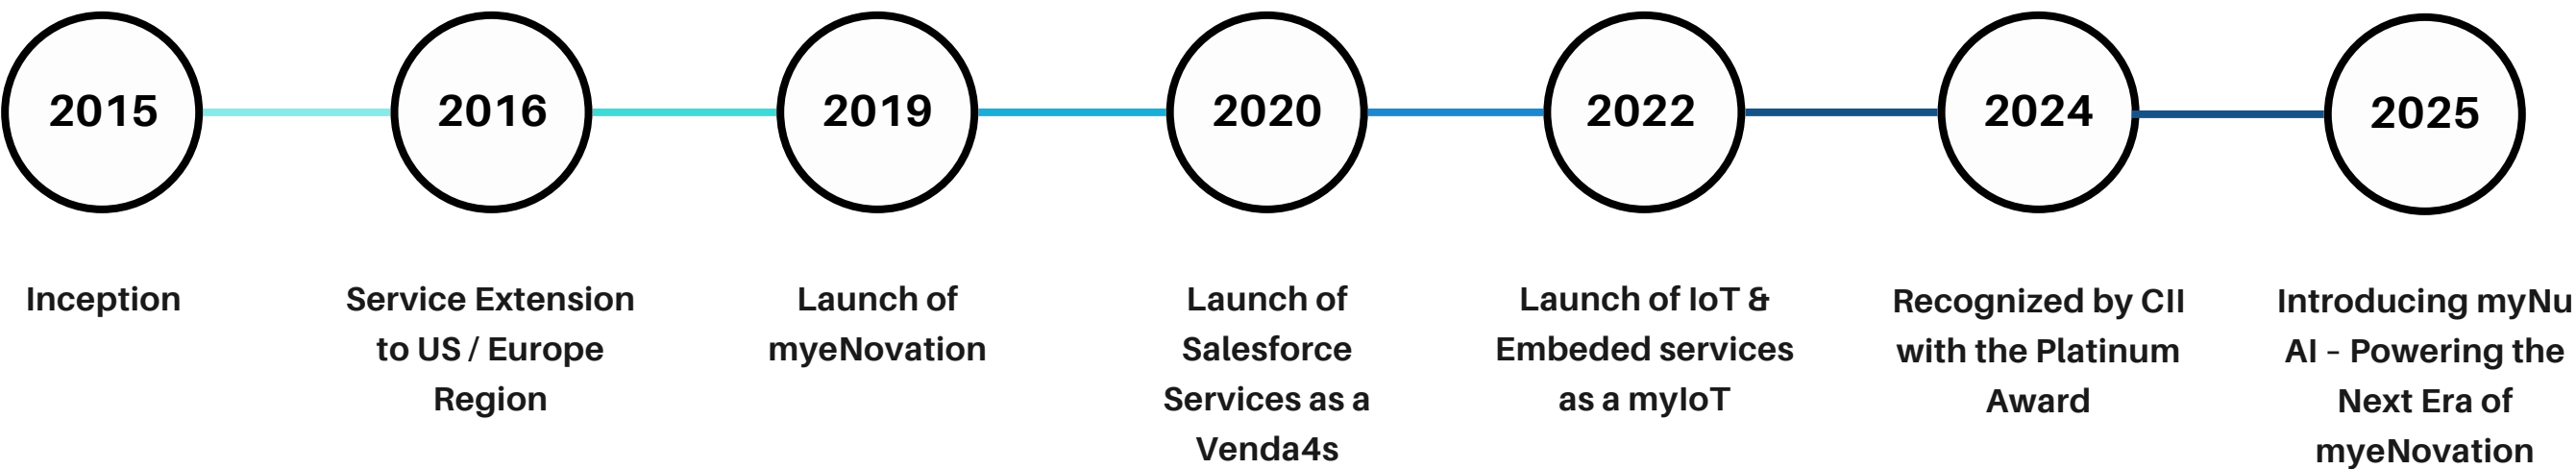 2015
Inception
2016
Service Extension
to US / Europe
Region
2019
Launch of
myeNovation
2020
Launch of
Salesforce
Services as a
Venda4s
2022
Launch of IoT &
Embeded services
as a myIoT
2024
Recognized by CII
with the Platinum
Award
2025
Introducing myNu
AI – Powering the
Next Era of
myeNovation